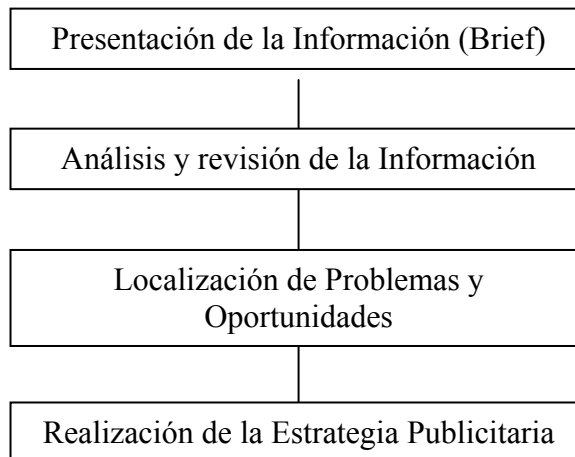 Presentación de la Información (Brief)
Análisis y revisión de la Información
Localización de Problemas y
Oportunidades
Realización de la Estrategia Publicitaria